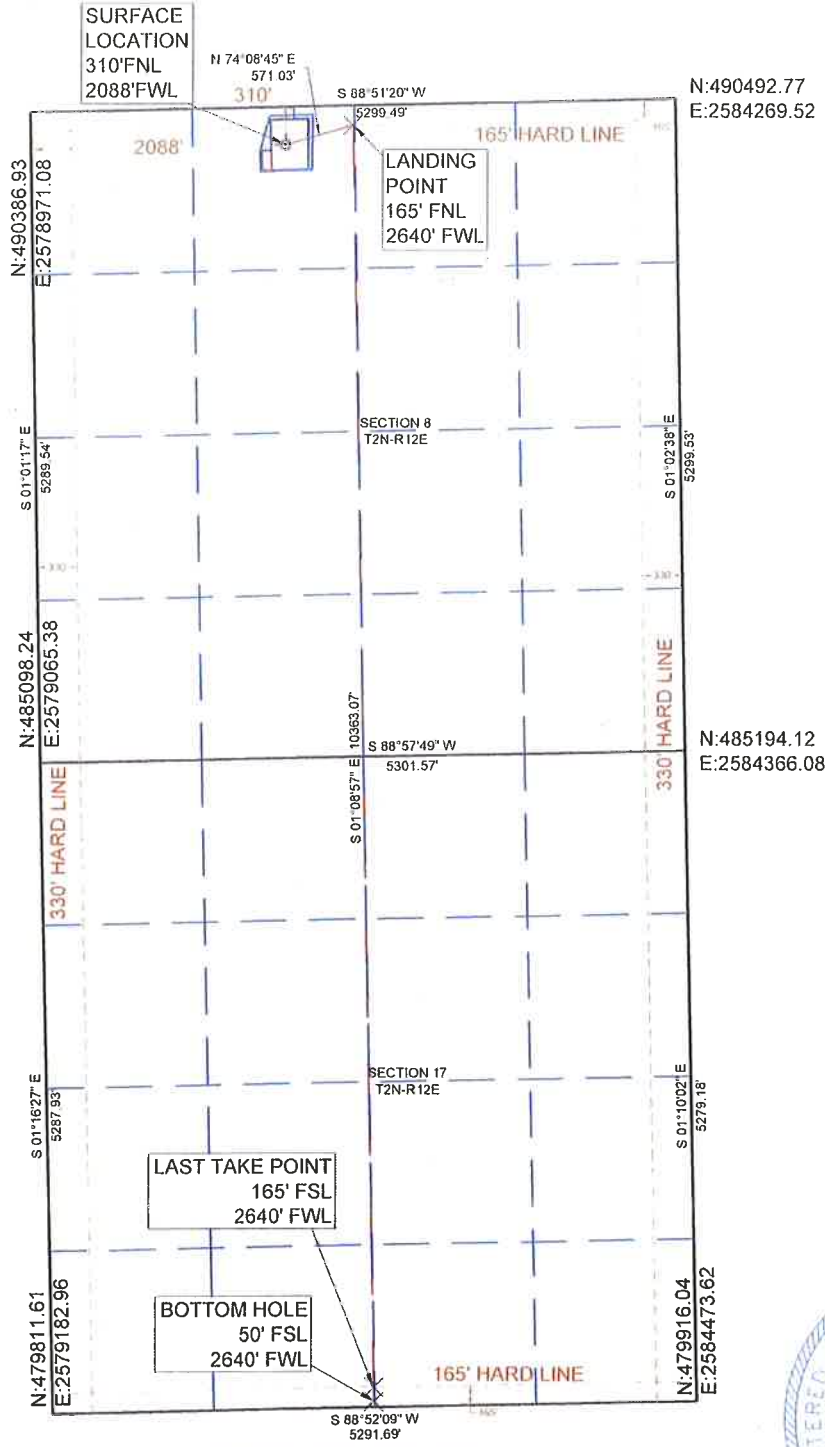 SURFACE
LOCATION
310'FNL
2088'FWL
N 74°08'45" E
571.03'
310'
S 88°51'20" W
5299.49'
N:490492.77
E:2584269.52
2088'
165' HARD LINE
165'
LANDING
POINT
165' FNL
2640' FWL
N:490386.93
E:2578971.08
SECTION 8
T2N-R12E
S 01°01'17" E
5289.54'
S 01°02'38" E
5299.53'
330
330
N:485098.24
E:2579065.38
330' HARD LINE
S 01°08'57" E 10363.07'
S 88°57'49" W
5301.57'
N:485194.12
E:2584366.08
330' HARD LINE
SECTION 17
T2N-R12E
S 01°16'27" E
5287.93'
S 01°10'02" E
5279.18'
LAST TAKE POINT
165' FSL
2640' FWL
BOTTOM HOLE
50' FSL
2640' FWL
165' HARD LINE
165'
N:479811.61
E:2579182.96
N:479916.04
E:2584473.62
S 88°52'09" W
5291.69'
TERED